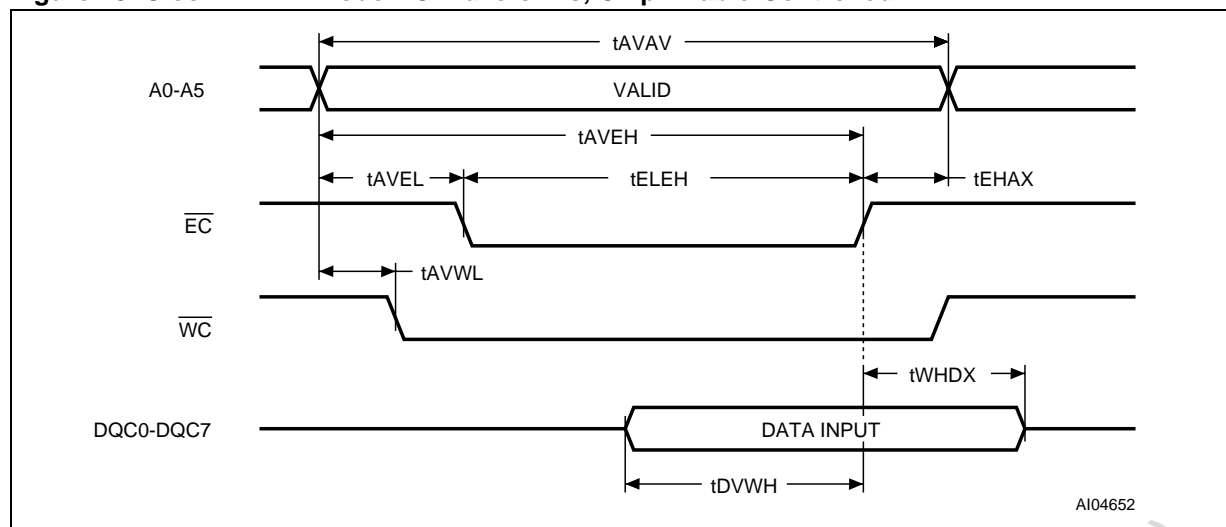 tAVAV
A0-A5
VALID
tAVEH
tAVEL
tELEH
tEHAX
EC
tAVWL
WC
tWHDX
DQC0-DQC7
DATA INPUT
tDVWH
AI04652